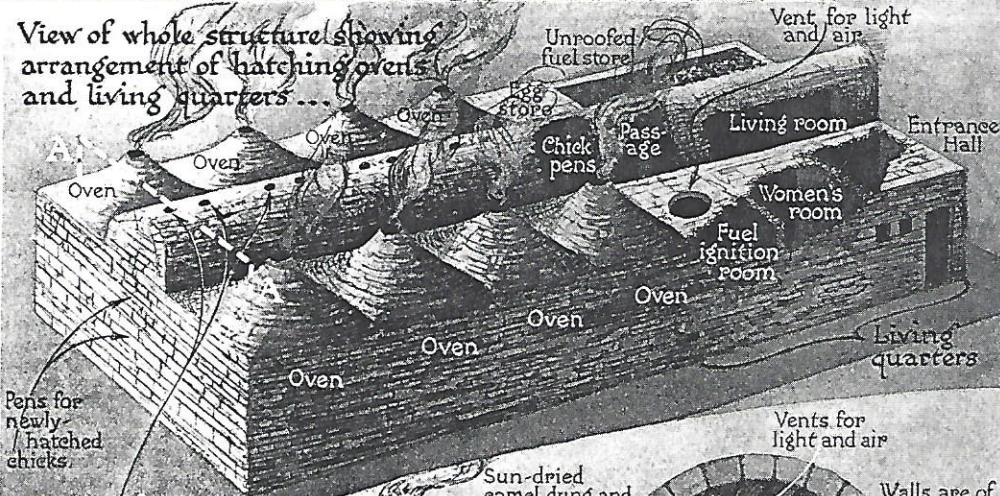 View of whole structure showing
arrangement of hatching ovens
and living quarters...
Vent for light
and air
Unroofed
fuel store
Egg
store
Oven
Oven
Oven
Oven
Chick
pens
Pass-
age
Living room
Entrance
Hall
Women's
room
Fuel
ignition
room
A
A
Oven
Oven
Oven
Oven
Living
quarters
Pens for
newly-
hatched
chicks.
Vents for
light and air
Sun-dried
camel dung and
Walls are of